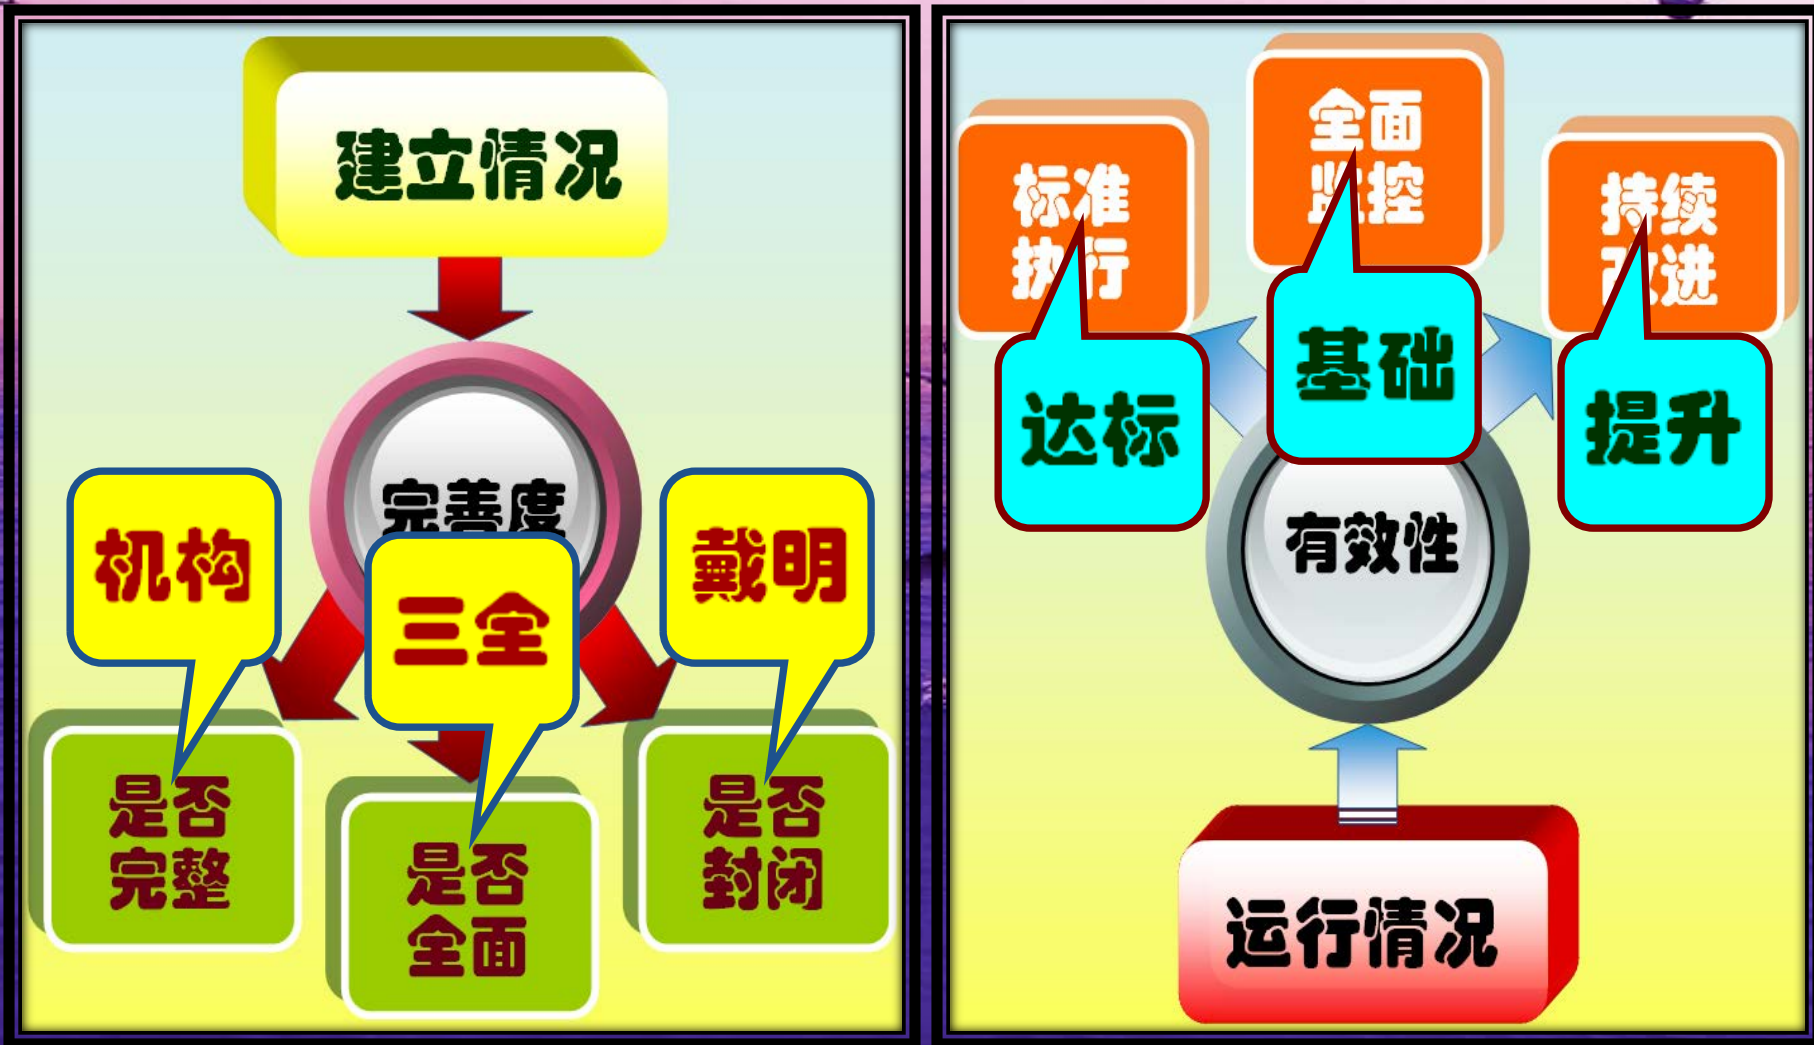 建立情况
完善度
机构
三全
戴明
是否
完整
是否
全面
是否
封闭
标准
执行
全面
监控
持续
改进
达标
基础
提升
有效性
运行情况